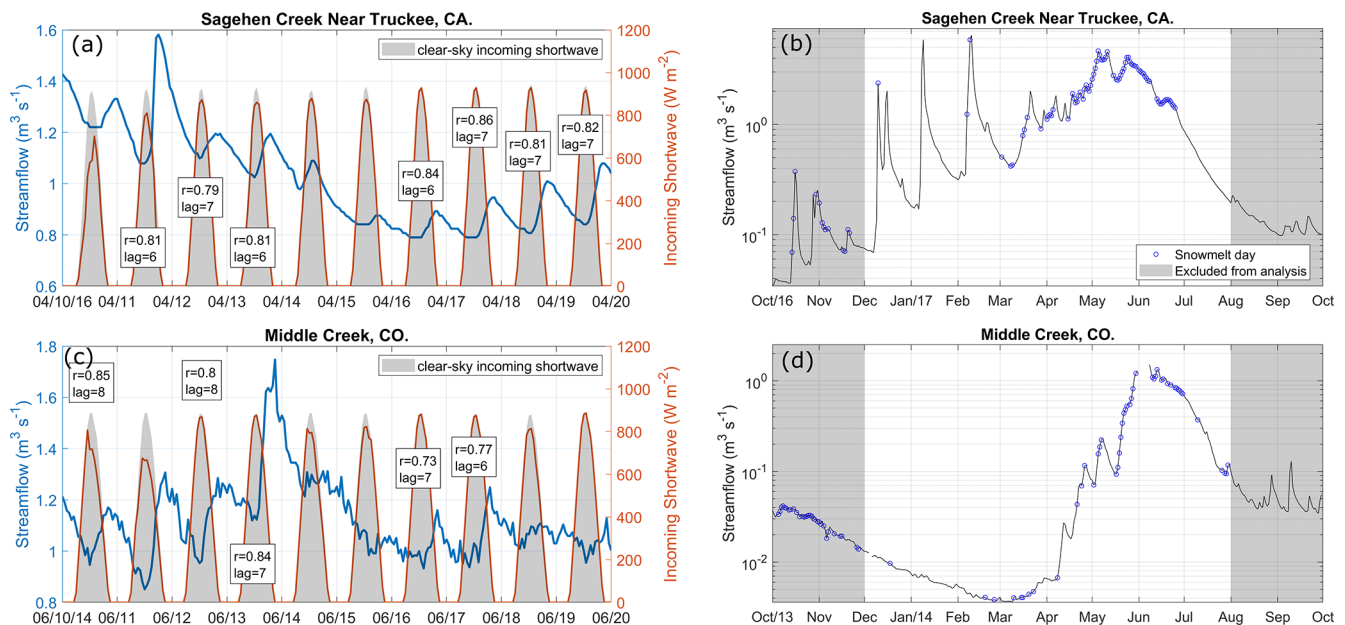 Sagehen Creek Near Truckee, CA.
(a)
clear-sky incoming shortwave
Streamflow (m³ s⁻¹)
1.6
1.4
1.2
1
0.8
0.6
Incoming Shortwave (W m⁻²)
1200
1000
800
600
400
200
0
r=0.81
lag=6
r=0.79
lag=7
r=0.81
lag=6
r=0.84
lag=6
r=0.86
lag=7
r=0.81
lag=7
r=0.82
lag=7
04/10/16 04/11 04/12 04/13 04/14 04/15 04/16 04/17 04/18 04/19 04/20
Sagehen Creek Near Truckee, CA.
(b)
Streamflow (m³ s⁻¹)
10⁰
10⁻¹
Snowmelt day
Excluded from analysis
Oct/16 Nov Dec Jan/17 Feb Mar Apr May Jun Jul Aug Sep Oct
Middle Creek, CO.
(c)
clear-sky incoming shortwave
Streamflow (m³ s⁻¹)
1.8
1.6
1.4
1.2
1
0.8
Incoming Shortwave (W m⁻²)
1200
1000
800
600
400
200
0
r=0.85
lag=8
r=0.8
lag=8
r=0.84
lag=7
r=0.73
lag=7
r=0.77
lag=6
06/10/14 06/11 06/12 06/13 06/14 06/15 06/16 06/17 06/18 06/19 06/20
Middle Creek, CO.
(d)
Streamflow (m³ s⁻¹)
10⁰
10⁻¹
10⁻²
Oct/13 Nov Dec Jan/14 Feb Mar Apr May Jun Jul Aug Sep Oct